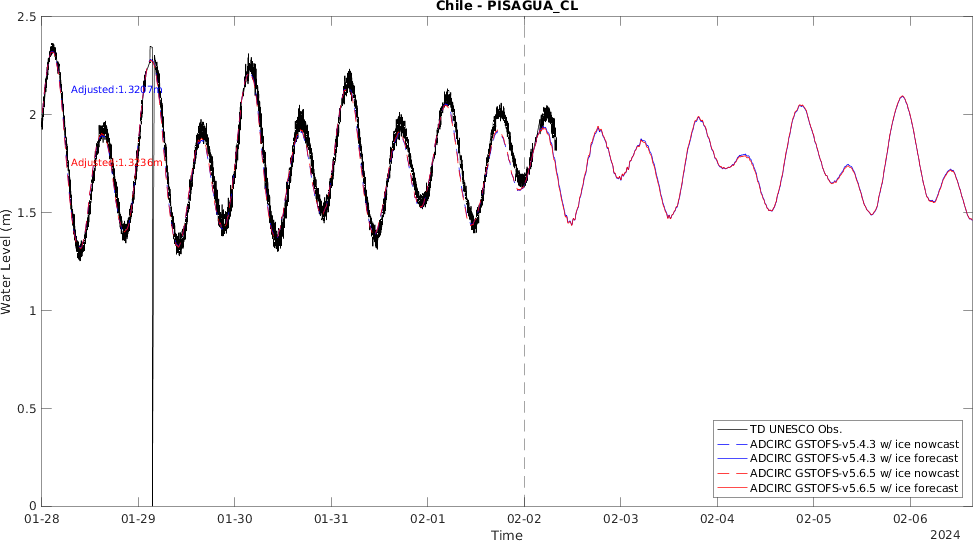 Chile - PISAGUA_CL
2.5
2
1.5
1
0.5
0
Water Level (m)
Adjusted:1.3207m
Adjusted:1.3236m
TD UNESCO Obs.
ADCIRC GSTOFS-v5.4.3 w/ ice nowcast
ADCIRC GSTOFS-v5.4.3 w/ ice forecast
ADCIRC GSTOFS-v5.6.5 w/ ice nowcast
ADCIRC GSTOFS-v5.6.5 w/ ice forecast
01-28 01-29 01-30 01-31 02-01 02-02 02-03 02-04 02-05 02-06
Time
2024